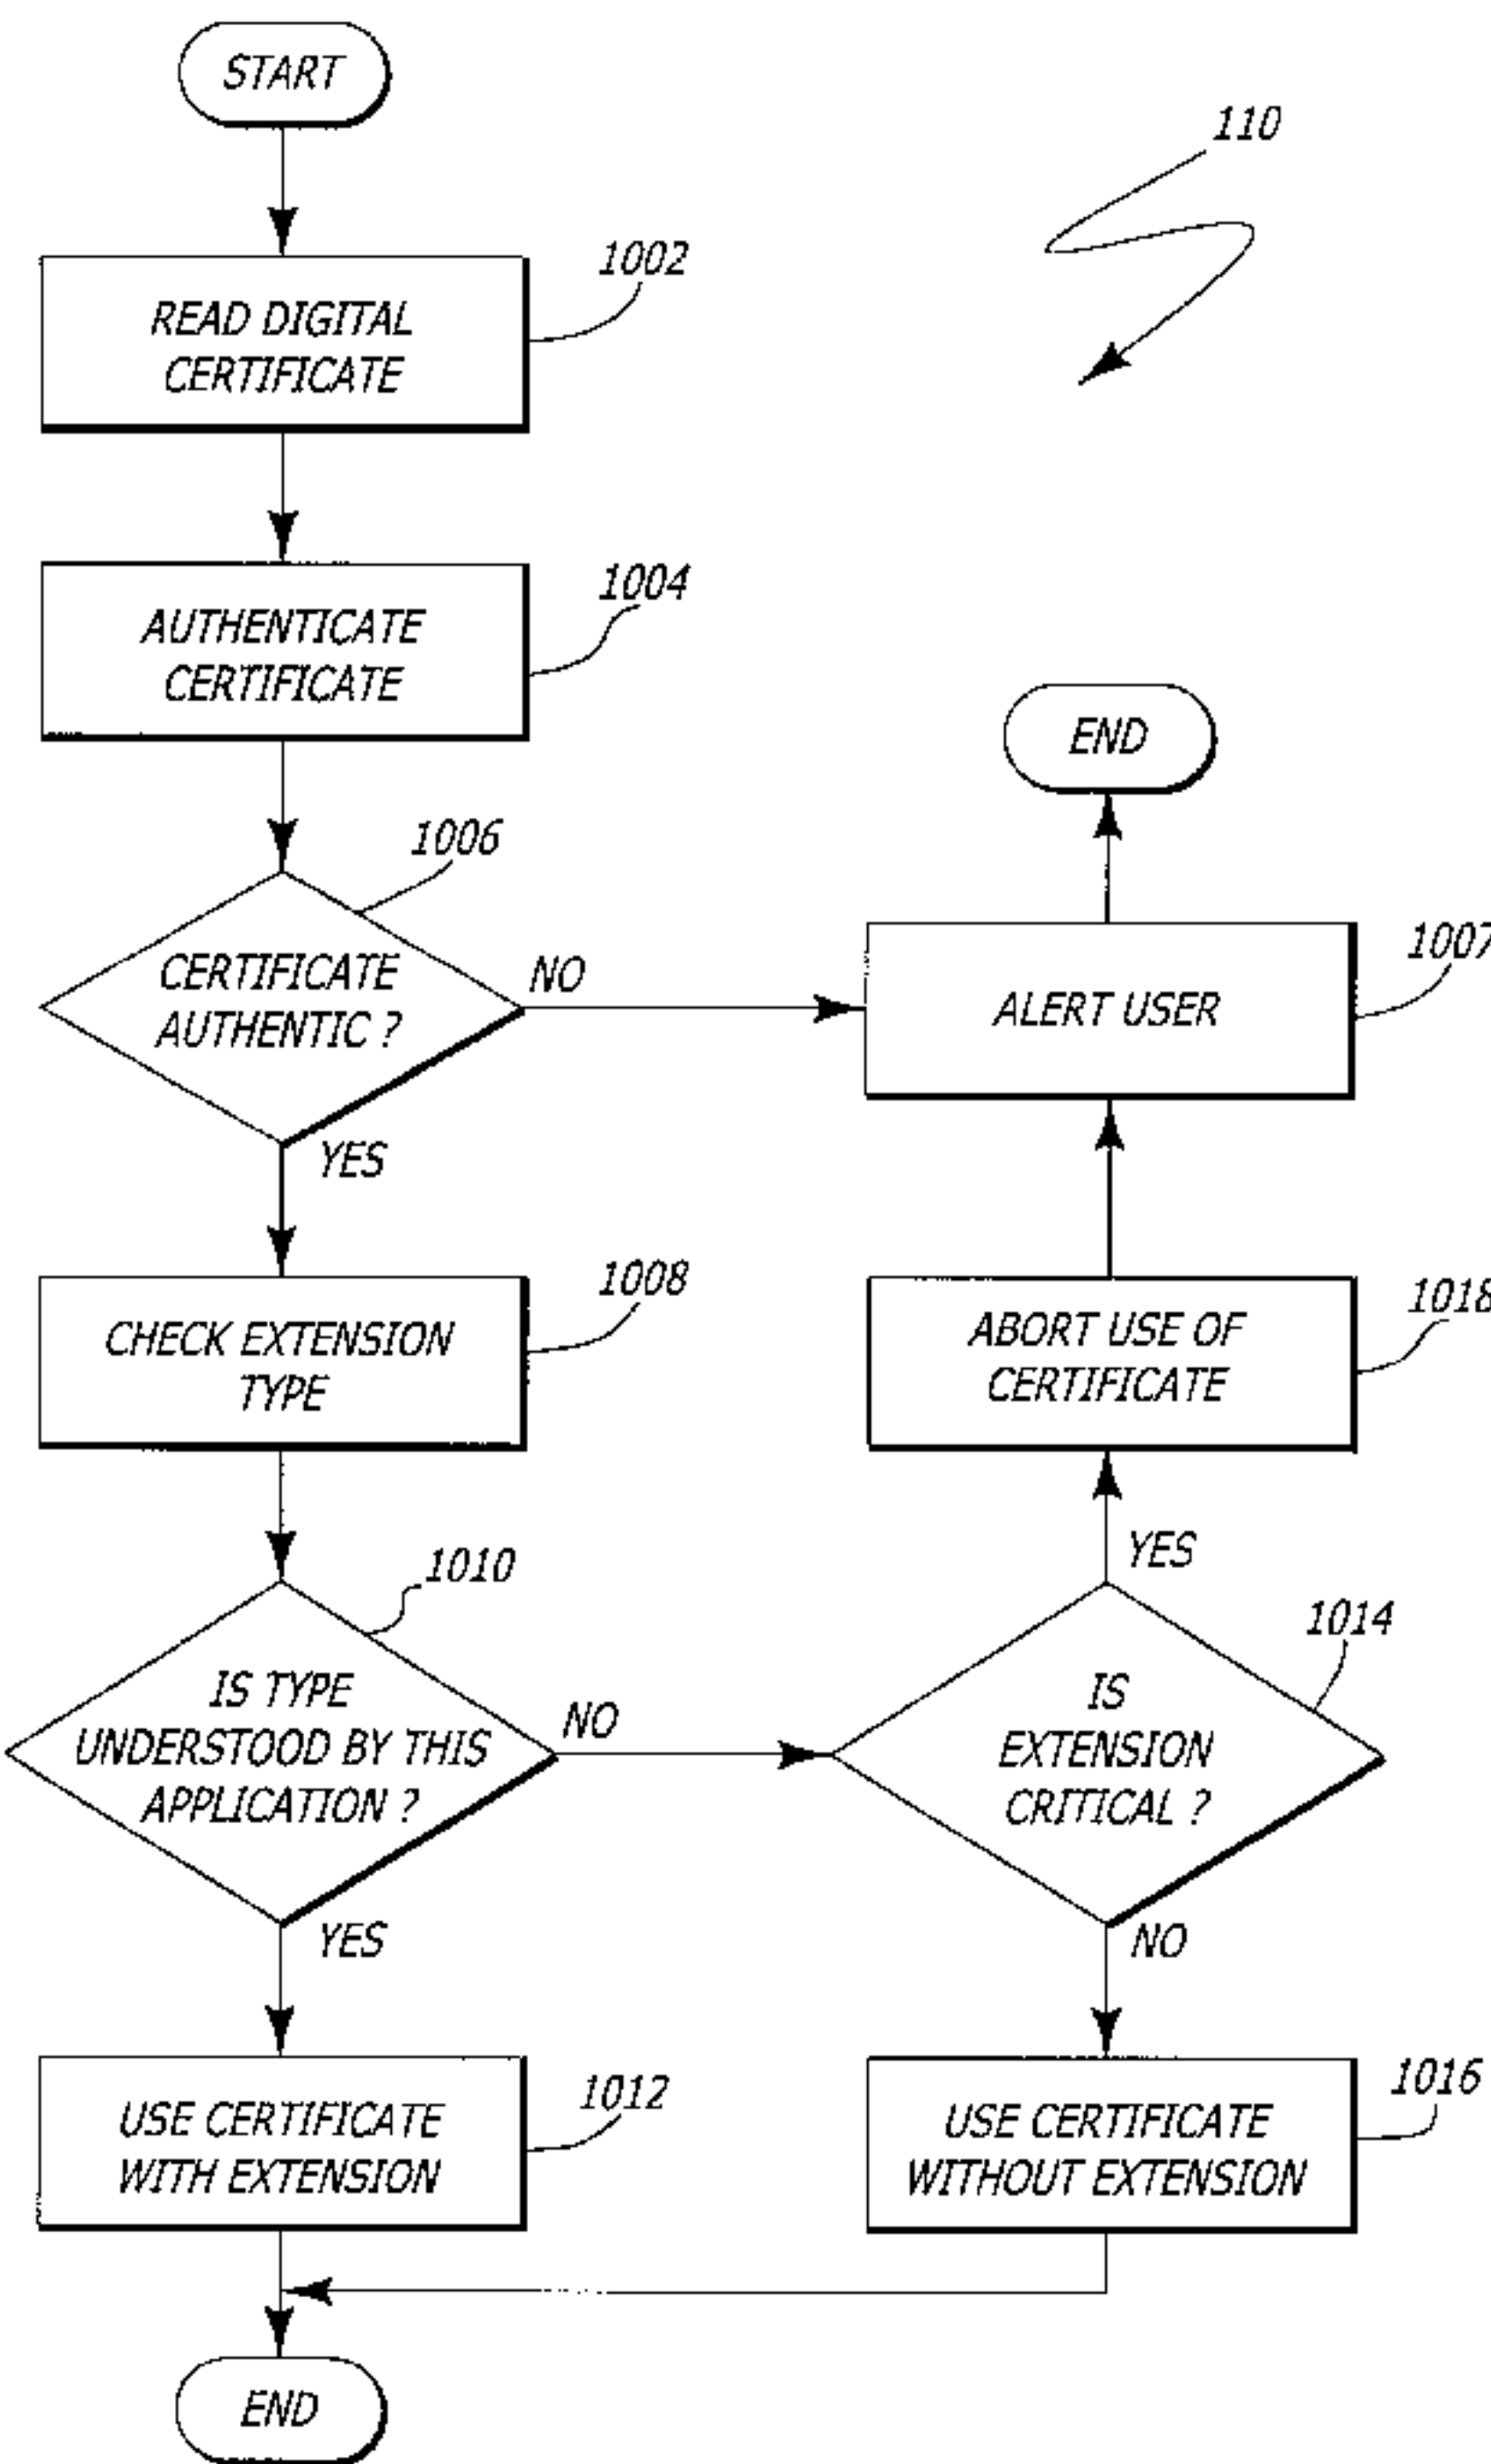 START
110
1002
READ DIGITAL
CERTIFICATE
1004
AUTHENTICATE
CERTIFICATE
END
1006
CERTIFICATE
AUTHENTIC ?
NO
1007
ALERT USER
YES
1008
CHECK EXTENSION
TYPE
1018
ABORT USE OF
CERTIFICATE
YES
1010
IS TYPE
UNDERSTOOD BY THIS
APPLICATION ?
NO
1014
IS
EXTENSION
CRITICAL ?
YES
NO
1012
USE CERTIFICATE
WITH EXTENSION
1016
USE CERTIFICATE
WITHOUT EXTENSION
END